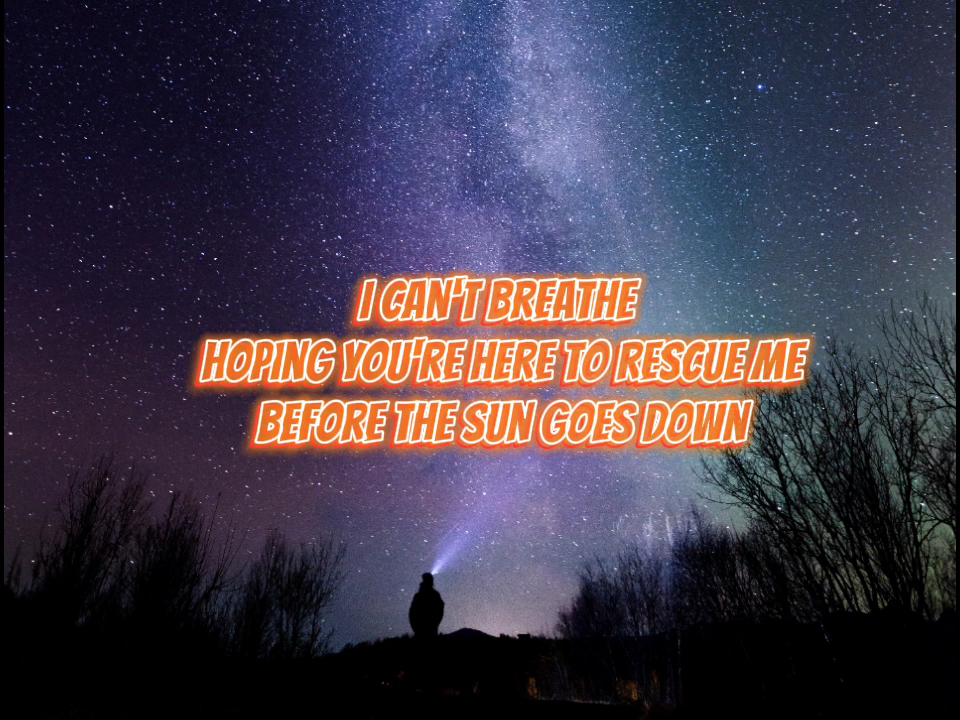 I CAN'T BREATHE
HOPING YOU'RE HERE TO RESCUE ME
BEFORE THE SUN GOES DOWN